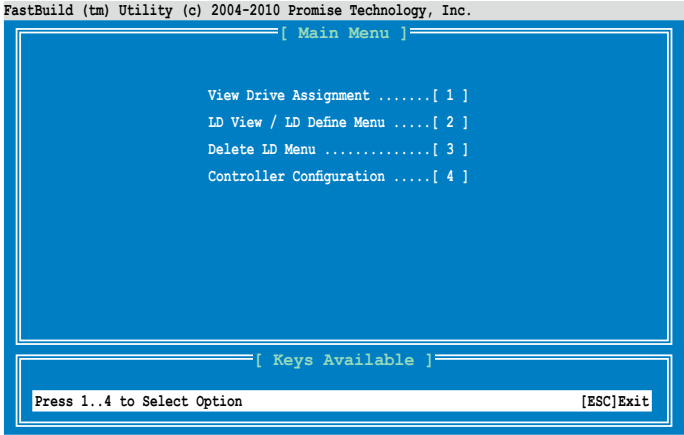 FastBuild (tm) Utility (c) 2004-2010 Promise Technology, Inc.
[ Main Menu ]
View Drive Assignment .......[ 1 ]
LD View / LD Define Menu .....[ 2 ]
Delete LD Menu ..............[ 3 ]
Controller Configuration .....[ 4 ]
[ Keys Available ]
Press 1..4 to Select Option [ESC]Exit